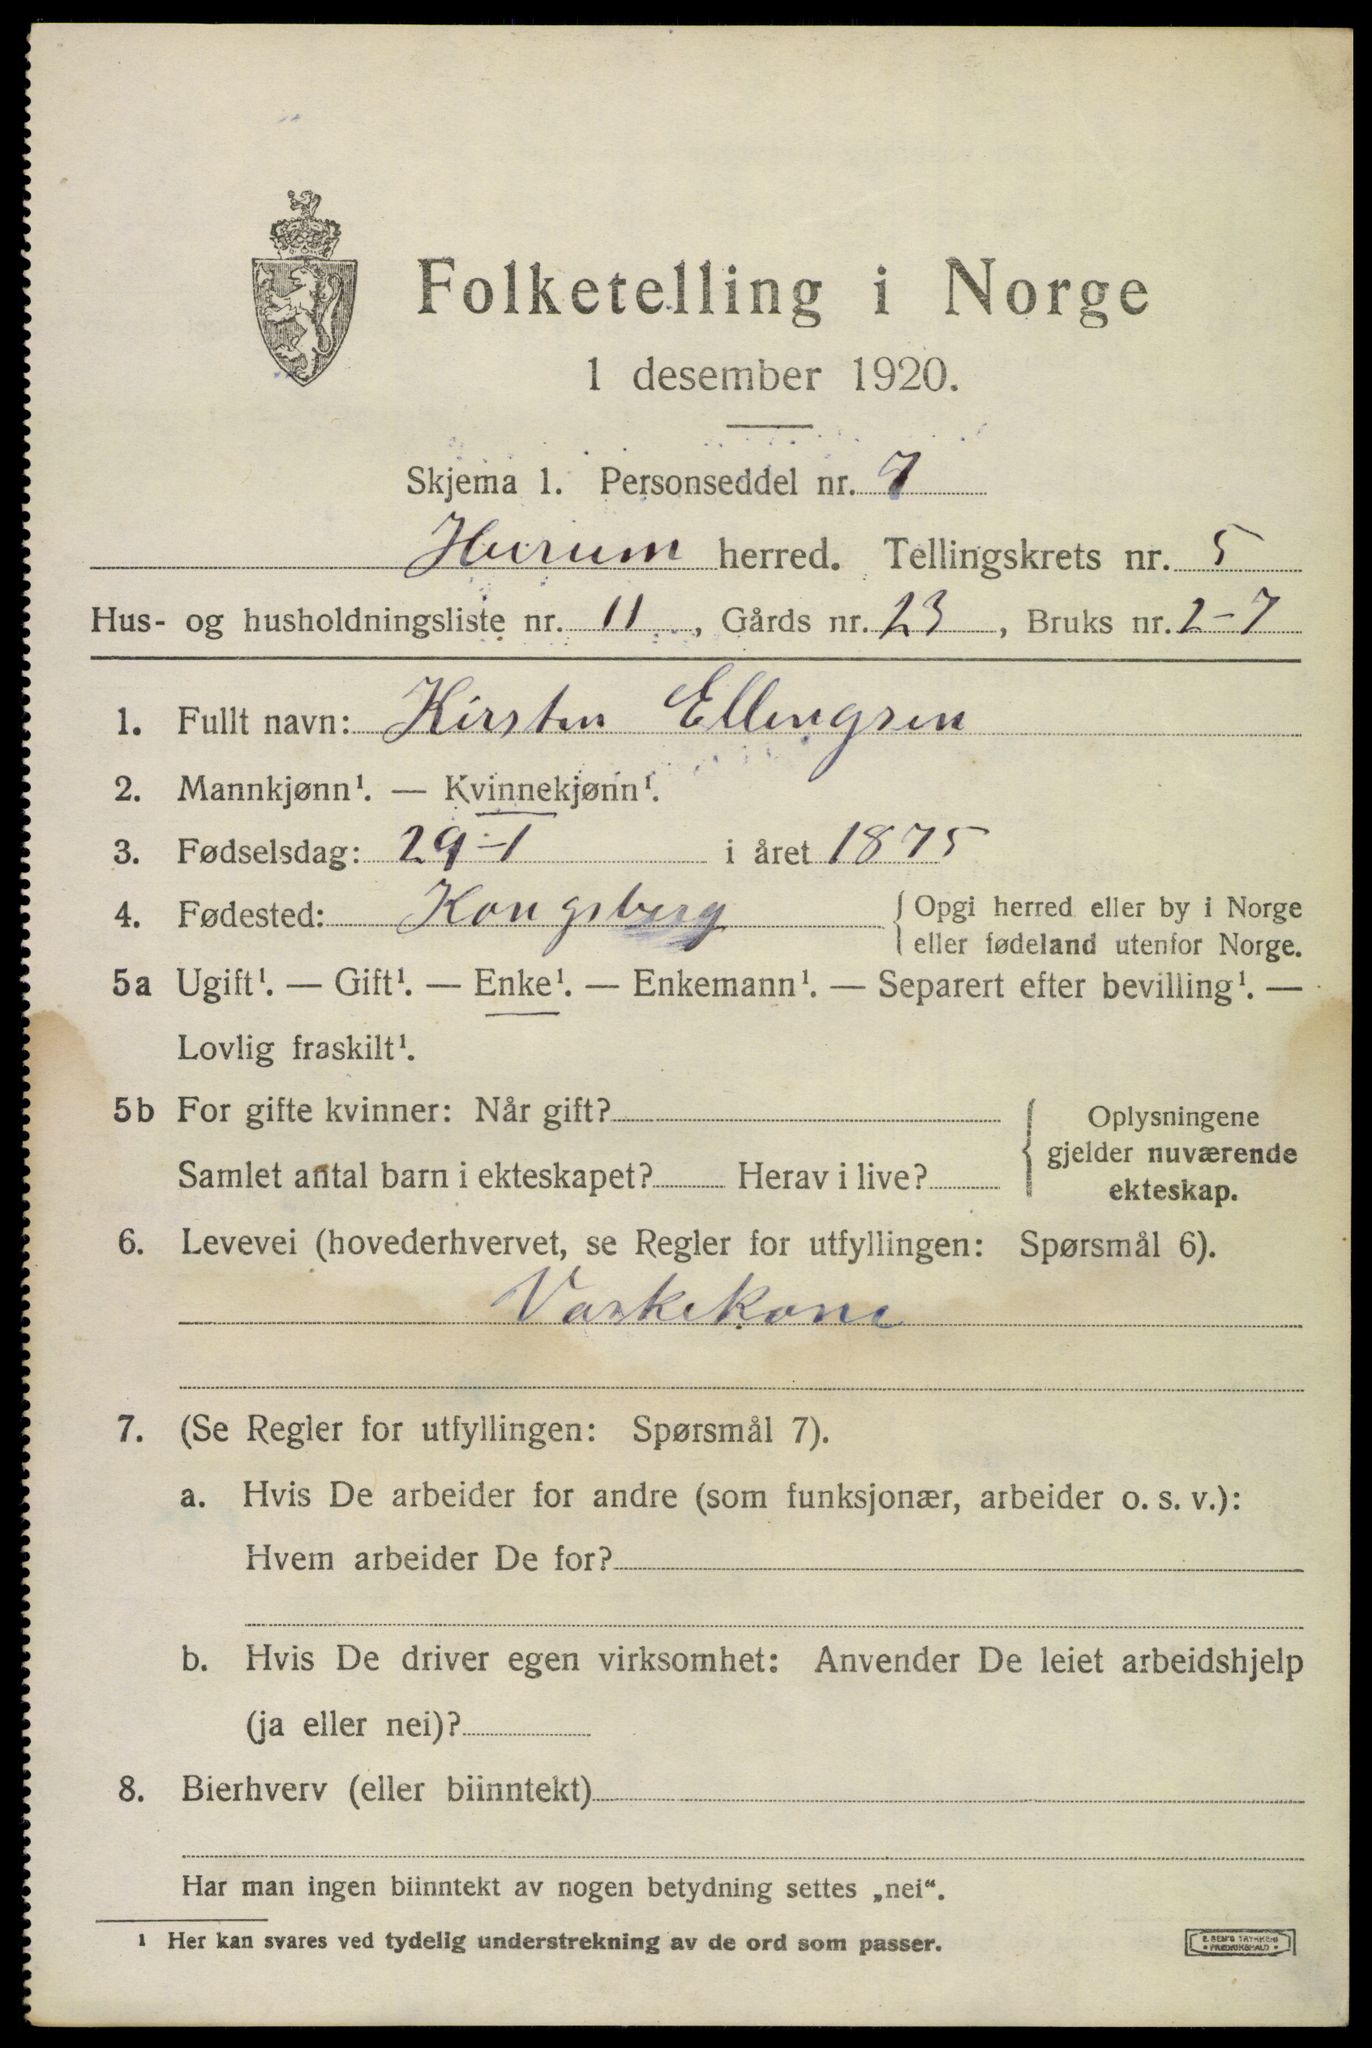 Folketelling i Norge
1 desember 1920.
Skjema 1. Personseddel nr. 7
Hurum herred. Tellingskrets nr. 5
Hus- og husholdningsliste nr. 11, Gårds nr. 23, Bruks nr. 2-7
1. Fullt navn: Kirsten Ellengren
2. Mannkjønn¹. — Kvinnekjønn¹.
3. Fødselsdag: 29-1 i året 1875
4. Fødested: Kongsberg {Opgi herred eller by i Norge
eller fødeland utenfor Norge.
5a Ugift¹. — Gift¹. — Enke¹. — Enkemann¹. — Separert efter bevilling¹. —
Lovlig fraskilt¹.
5b For gifte kvinner: Når gift?
Samlet antal barn i ekteskapet? Herav i live?
Oplysningene
gjelder nuværende
ekteskap.
6. Levevei (hovederhvervet, se Regler for utfyllingen: Spørsmål 6).
Vaskekone
7. (Se Regler for utfyllingen: Spørsmål 7).
a. Hvis De arbeider for andre (som funksjonær, arbeider o. s. v.):
Hvem arbeider De for?
b. Hvis De driver egen virksomhet: Anvender De leiet arbeidshjelp
(ja eller nei)?
8. Bierhverv (eller biinntekt)
Har man ingen biinntekt av nogen betydning settes „nei“.
¹ Her kan svares ved tydelig understrekning av de ord som passer.
E. SEM'S TRYKKERI
• FREDRIKSHALD •